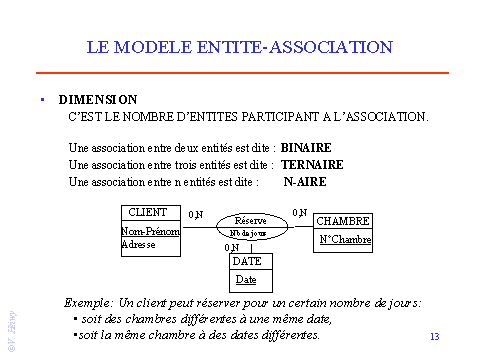 LE MODELE ENTITE-ASSOCIATION
• DIMENSION
C'EST LE NOMBRE D'ENTITES PARTICIPANT A L'ASSOCIATION.
Une association entre deux entités est dite : BINAIRE
Une association entre trois entités est dite : TERNAIRE
Une association entre n entités est dite : N-AIRE
CLIENT
Nom-Prénom
Adresse
0,N
Réserve
Nb de jour
0,N
CHAMBRE
N°Chambre
0,N
DATE
Date
Exemple: Un client peut réserver pour un certain nombre de jours:
• soit des chambres différentes à une même date,
•soit la même chambre à des dates différentes.
13